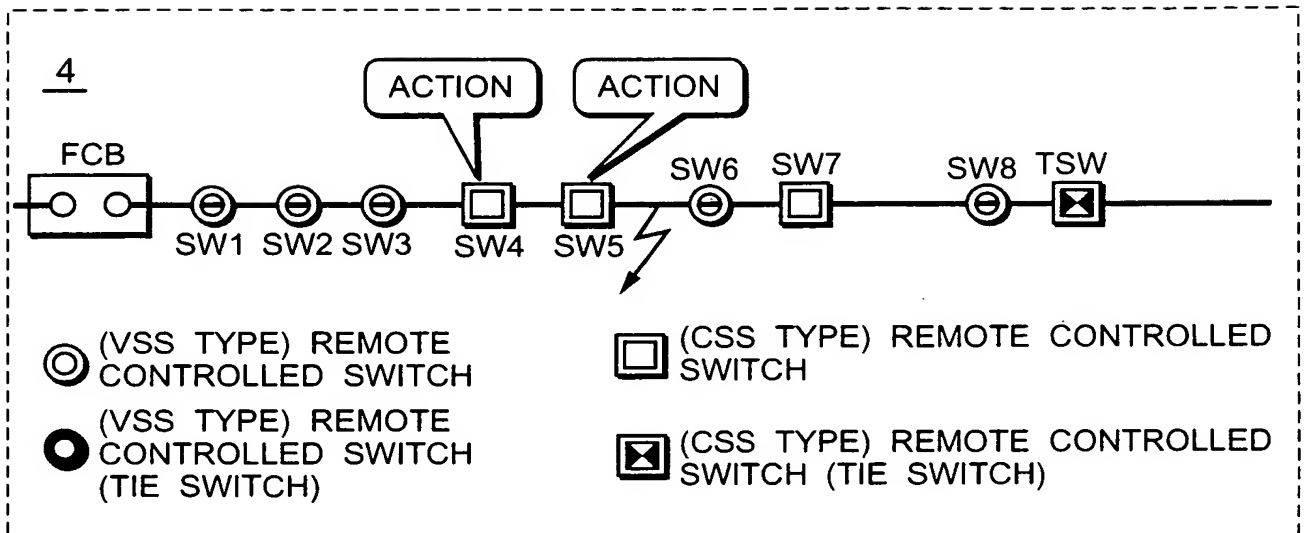 4
ACTION
ACTION
FCB
SW6
SW7
SW8
TSW
SW1
SW2
SW3
SW4
SW5
(VSS TYPE) REMOTE
CONTROLLED SWITCH
(CSS TYPE) REMOTE CONTROLLED
SWITCH
(VSS TYPE) REMOTE
CONTROLLED SWITCH
(TIE SWITCH)
(CSS TYPE) REMOTE CONTROLLED
SWITCH (TIE SWITCH)